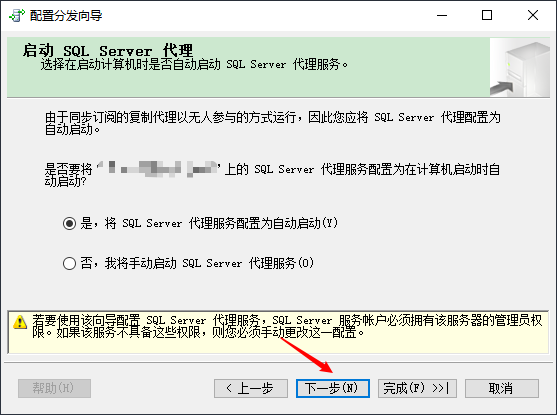 配置分发向导
启动 SQL Server 代理
选择在启动计算机时是否自动启动 SQL Server 代理服务。
由于同步订阅的复制代理以无人参与的方式运行，因此您应将 SQL Server 代理配置为
自动启动。
是否要将“ ”上的 SQL Server 代理服务配置为在计算机启动时自
动启动?
是，将 SQL Server 代理服务配置为自动启动(Y)
否，我将手动启动 SQL Server 代理服务(O)
若要使用该向导配置 SQL Server 代理服务，SQL Server 服务帐户必须拥有该服务器的管理员权
限。如果该服务不具备这些权限，则您必须手动更改这一配置。
帮助(H)
< 上一步
下一步(N)
完成(F) >>|
取消